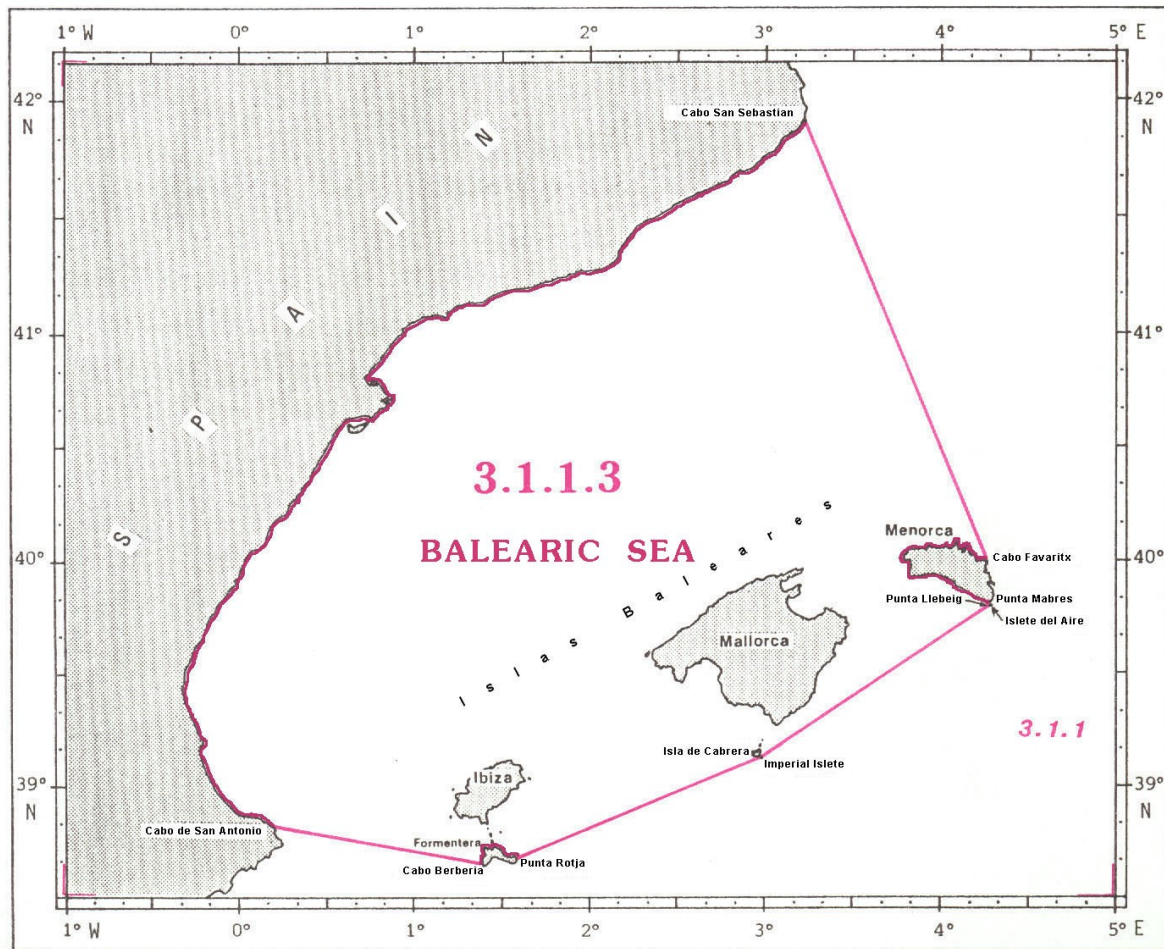 1° W 0° 1° 2° 3° 4° 5° E
42° N
42° N
Cabo San Sebastian
S P A I N
41°
41°
3.1.1.3
BALEARIC SEA
Islas Baleares
Menorca
40°
40°
Cabo Favaritx
Punta Llebeig
Punta Mabres
Islete del Aire
Mallorca
3.1.1
Isla de Cabrera
Imperial Islete
Ibiza
39° N
39° N
Cabo de San Antonio
Formentera
Cabo Berberia
Punta Rotja
1° W 0° 1° 2° 3° 4° 5° E